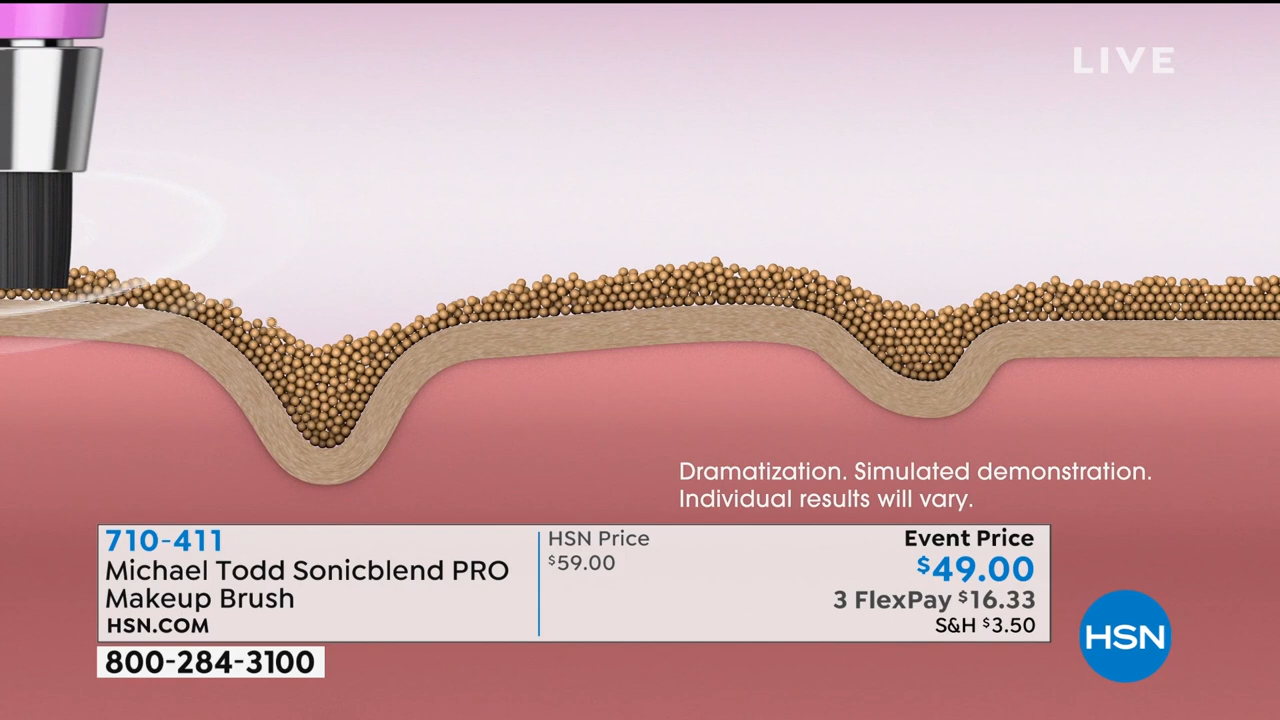 LIVE
Dramatization. Simulated demonstration.
Individual results will vary.
710-411
Michael Todd Sonicblend PRO
Makeup Brush
HSN.COM
HSN Price
$59.00
Event Price
$49.00
3 FlexPay $16.33
S&H $3.50
800-284-3100
HSN